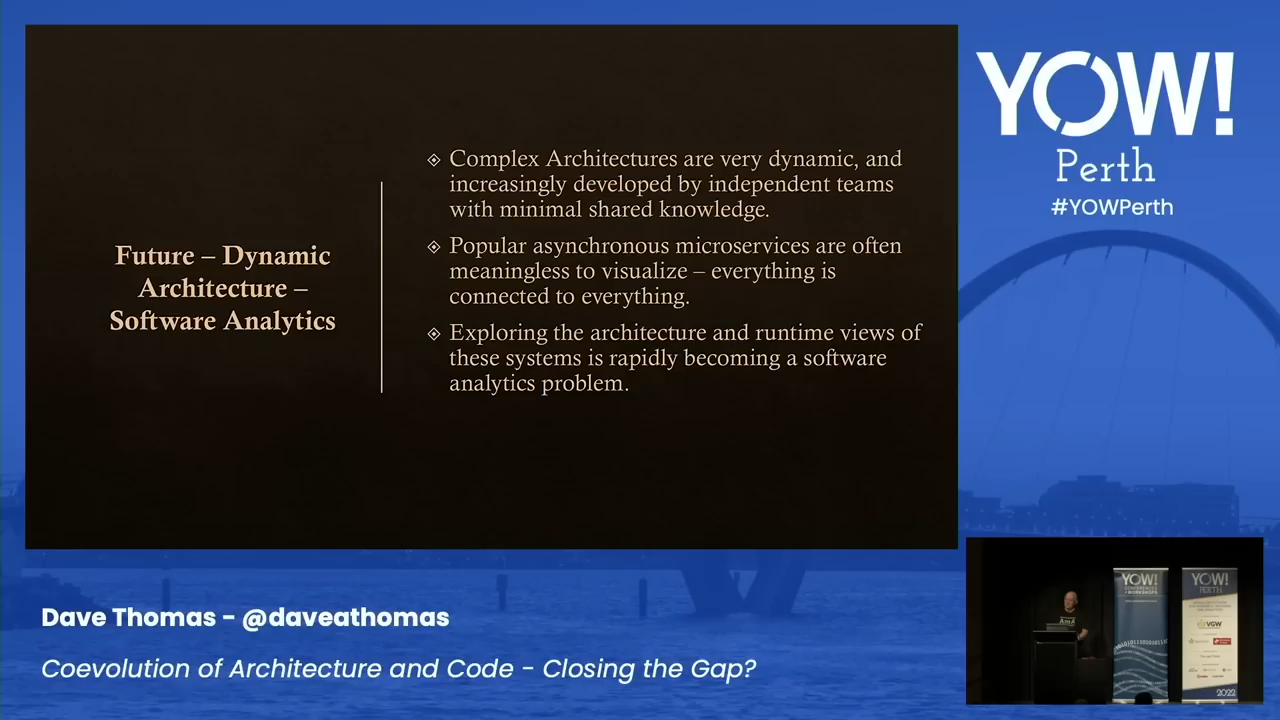 Future – Dynamic
Architecture –
Software Analytics
Complex Architectures are very dynamic, and
increasingly developed by independent teams
with minimal shared knowledge.
Popular asynchronous microservices are often
meaningless to visualize – everything is
connected to everything.
Exploring the architecture and runtime views of
these systems is rapidly becoming a software
analytics problem.
YOW!
Perth
#YOWPerth
Dave Thomas - @daveathomas
Coevolution of Architecture and Code - Closing the Gap?
YOW!
CONFERENCES
YOW!
PERTH
VGW
2022